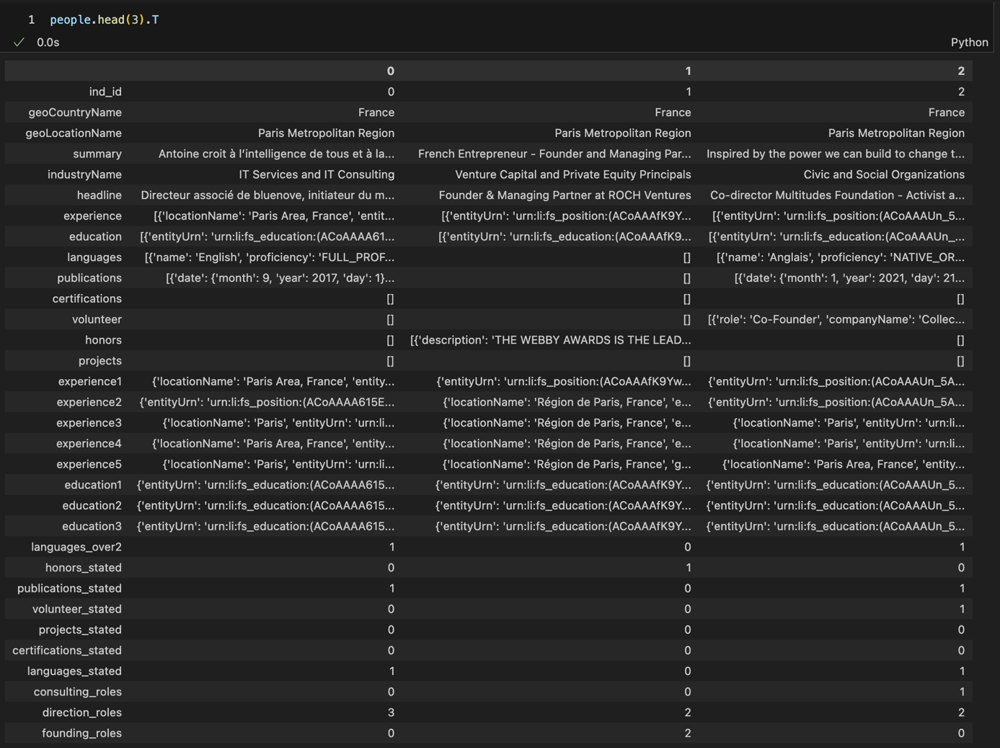 1 people.head(3).T
0.0s Python
0 1 2
ind_id 0 1 2
geoCountryName France France France
geoLocationName Paris Metropolitan Region Paris Metropolitan Region Paris Metropolitan Region
summary Antoine croit à l’intelligence de tous et à la... French Entrepreneur - Founder and Managing Par... Inspired by the power we can build to change t...
industryName IT Services and IT Consulting Venture Capital and Private Equity Principals Civic and Social Organizations
headline Directeur associé de bluenove, initiateur du m... Founder & Managing Partner at ROCH Ventures Co-director Multitudes Foundation - Activist a...
experience [{'locationName': 'Paris Area, France', 'entit... [{'entityUrn': 'urn:li:fs_position:(ACoAAAfK9Y... [{'entityUrn': 'urn:li:fs_position:(ACoAAAUn_5...
education [{'entityUrn': 'urn:li:fs_education:(ACoAAAA61... [{'entityUrn': 'urn:li:fs_education:(ACoAAAfK9... [{'entityUrn': 'urn:li:fs_education:(ACoAAAUn_...
languages [{'name': 'English', 'proficiency': 'FULL_PROF... [] [{'name': 'Anglais', 'proficiency': 'NATIVE_OR...
publications [{'date': {'month': 9, 'year': 2017, 'day': 1}... [] [{'date': {'month': 1, 'year': 2021, 'day': 21...
certifications [] [] []
volunteer [] [] [{'role': 'Co-Founder', 'companyName': 'Collec...
honors [] [{'description': 'THE WEBBY AWARDS IS THE LEAD... []
projects [] [] []
experience1 {'locationName': 'Paris Area, France', 'entity... {'entityUrn': 'urn:li:fs_position:(ACoAAAfK9Yw... {'entityUrn': 'urn:li:fs_position:(ACoAAAUn_5A...
experience2 {'entityUrn': 'urn:li:fs_position:(ACoAAAA615E... {'locationName': 'Région de Paris, France', 'e... {'entityUrn': 'urn:li:fs_position:(ACoAAAUn_5A...
experience3 {'locationName': 'Paris', 'entityUrn': 'urn:li... {'locationName': 'Région de Paris, France', 'e... {'locationName': 'Paris', 'entityUrn': 'urn:li...
experience4 {'locationName': 'Paris Area, France', 'entity... {'locationName': 'Région de Paris, France', 'e... {'locationName': 'Paris', 'entityUrn': 'urn:li...
experience5 {'locationName': 'Paris', 'entityUrn': 'urn:li... {'locationName': 'Région de Paris, France', 'g... {'locationName': 'Paris Area, France', 'entity...
education1 {'entityUrn': 'urn:li:fs_education:(ACoAAAA615... {'entityUrn': 'urn:li:fs_education:(ACoAAAfK9Y... {'entityUrn': 'urn:li:fs_education:(ACoAAAUn_5...
education2 {'entityUrn': 'urn:li:fs_education:(ACoAAAA615... {'entityUrn': 'urn:li:fs_education:(ACoAAAfK9Y... {'entityUrn': 'urn:li:fs_education:(ACoAAAUn_5...
education3 {'entityUrn': 'urn:li:fs_education:(ACoAAAA615... {'entityUrn': 'urn:li:fs_education:(ACoAAAfK9Y... {'entityUrn': 'urn:li:fs_education:(ACoAAAUn_5...
languages_over2 1 0 1
honors_stated 0 1 0
publications_stated 1 0 1
volunteer_stated 0 0 1
projects_stated 0 0 0
certifications_stated 0 0 0
languages_stated 1 0 1
consulting_roles 0 0 1
direction_roles 3 2 2
founding_roles 0 2 0